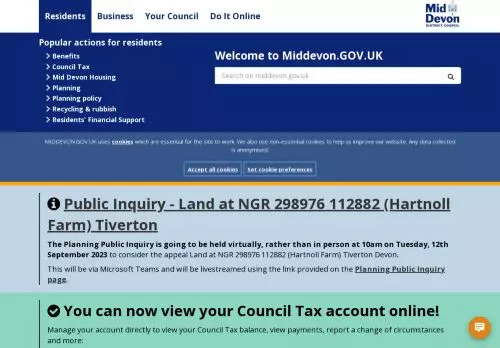 Residents
Business
Your Council
Do It Online
Mid Devon
DISTRICT COUNCIL
Popular actions for residents
Benefits
Council Tax
Mid Devon Housing
Planning
Planning policy
Recycling & rubbish
Residents' Financial Support
Welcome to Middevon.GOV.UK
Search on middevon.gov.uk
MIDDEVON.GOV.UK uses cookies which are essential for the site to work. We also use non-essential cookies to help us improve our website. Any data collected
is anonymised.
Accept all cookies
Set cookie preferences
Public Inquiry - Land at NGR 298976 112882 (Hartnoll
Farm) Tiverton
The Planning Public Inquiry is going to be held virtually, rather than in person at 10am on Tuesday, 12th
September 2023 to consider the appeal Land at NGR 298976 112882 (Hartnoll Farm) Tiverton Devon.
This will be via Microsoft Teams and will be livestreamed using the link provided on the Planning Public Inquiry
page.
You can now view your Council Tax account online!
Manage your account directly to view your Council Tax balance, view payments, report a change of circumstances
and more: